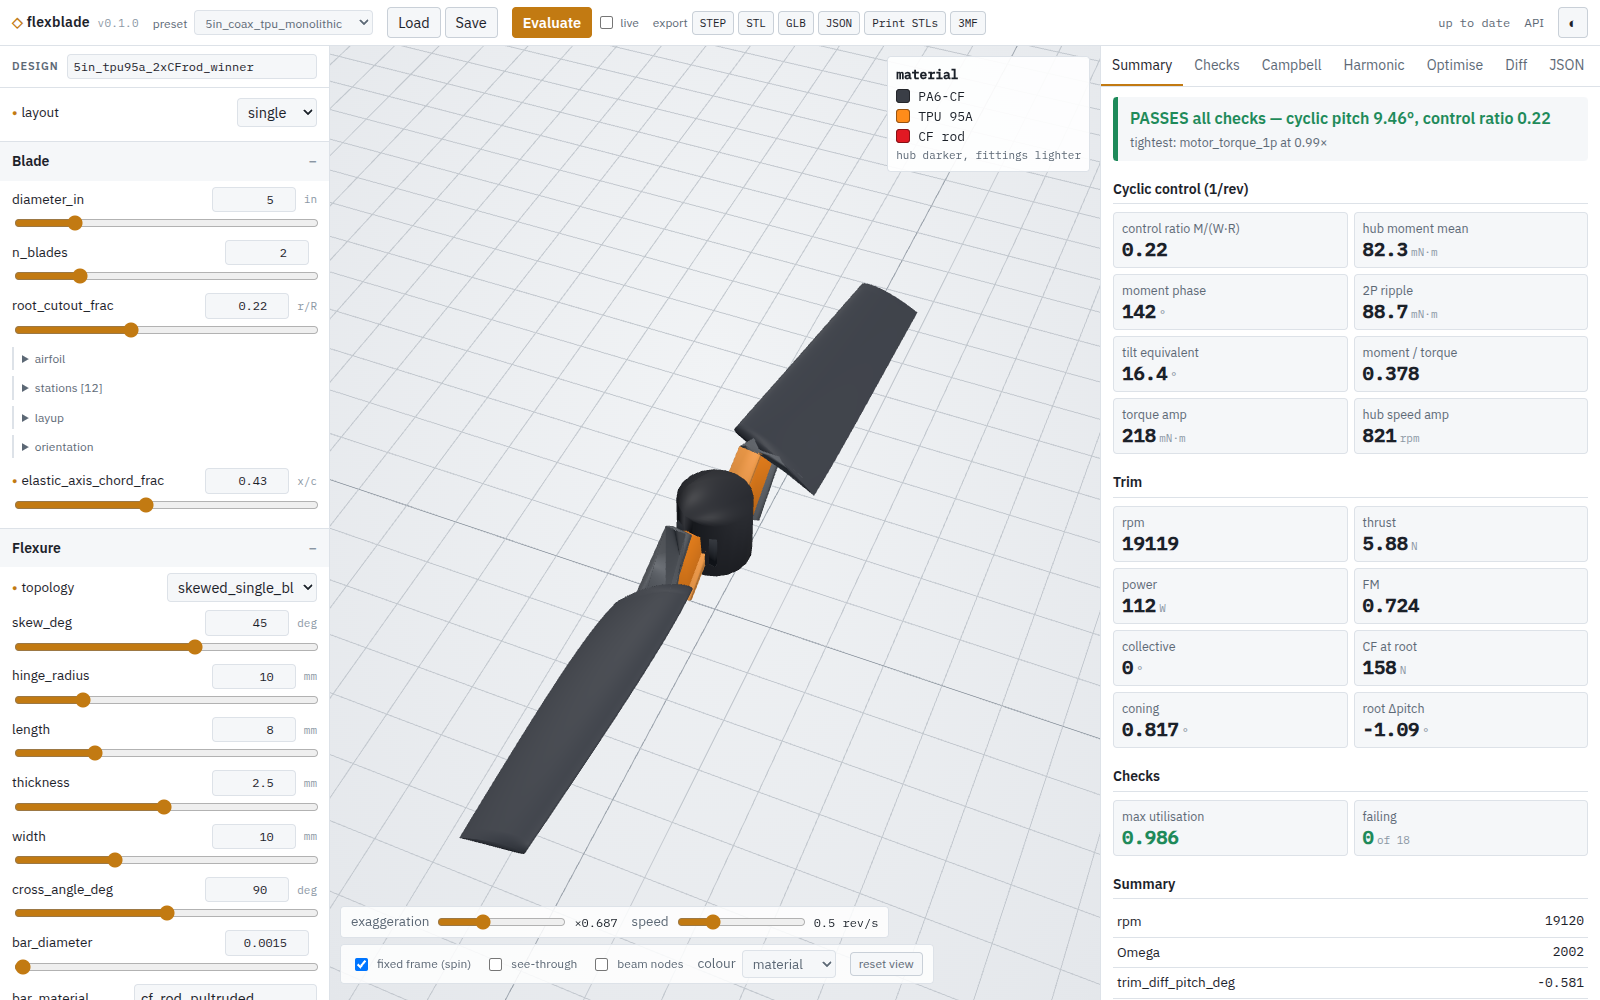 ◇ flexblade v0.1.0 preset 5in_coax_tpu_monolithic Load Save Evaluate live export STEP STL GLB JSON Print STLs 3MF up to date API
DESIGN 5in_tpu95a_2xCFrod_winner
• layout single
Blade −
diameter_in 5 in
n_blades 2
root_cutout_frac 0.22 r/R
▶ airfoil
▶ stations [12]
▶ layup
▶ orientation
• elastic_axis_chord_frac 0.43 x/c
Flexure −
• topology skewed_single_bl
skew_deg 45 deg
hinge_radius 10 mm
length 8 mm
thickness 2.5 mm
width 10 mm
cross_angle_deg 90 deg
bar_diameter 0.0015
bar_material cf_rod_pultruded
material
PA6-CF
TPU 95A
CF rod
hub darker, fittings lighter
exaggeration ×0.687 speed 0.5 rev/s
fixed frame (spin) see-through beam nodes colour material reset view
Summary Checks Campbell Harmonic Optimise Diff JSON
PASSES all checks — cyclic pitch 9.46°, control ratio 0.22
tightest: motor_torque_1p at 0.99×
Cyclic control (1/rev)
control ratio M/(W·R) hub moment mean
0.22 82.3 mN·m
moment phase 2P ripple
142 ° 88.7 mN·m
tilt equivalent moment / torque
16.4 ° 0.378
torque amp hub speed amp
218 mN·m 821 rpm
Trim
rpm thrust
19119 5.88 N
power FM
112 W 0.724
collective CF at root
0 ° 158 N
coning root Δpitch
0.817 ° -1.09 °
Checks
max utilisation failing
0.986 0 of 18
Summary
rpm 19120
Omega 2002
trim_diff_pitch_deg -0.581